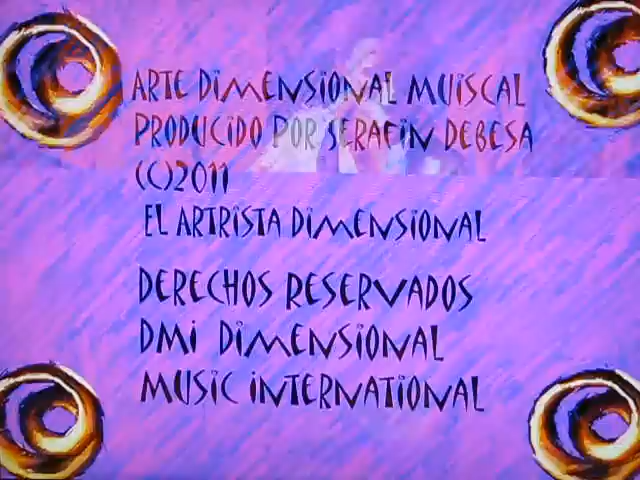 ARTE DIMENSIONAL MUISCAL
PRODUCIDO POR SERAFIN DEBESA
(C)2011
EL ARTRISTA DIMENSIONAL
DERECHOS RESERVADOS
DMI DIMENSIONAL
MUSIC INTERNATIONAL